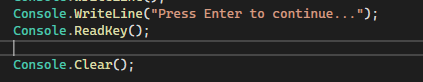 Console.WriteLine("Press Enter to continue...");
Console.ReadKey();
Console.Clear();